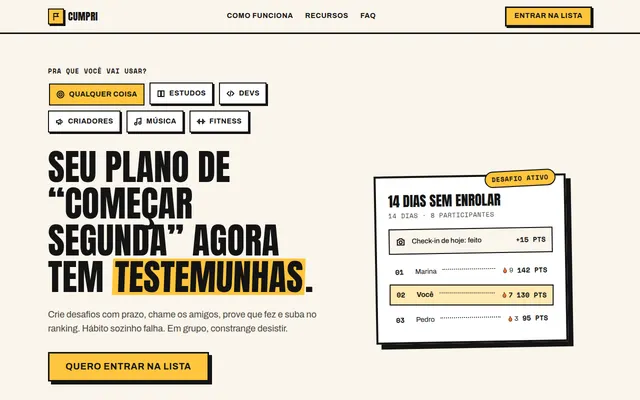 CUMPRI
COMO FUNCIONA
RECURSOS
FAQ
ENTRAR NA LISTA
PRA QUE VOCÊ VAI USAR?
QUALQUER COISA
ESTUDOS
DEVS
CRIADORES
MÚSICA
FITNESS
SEU PLANO DE
“COMEÇAR
SEGUNDA” AGORA
TEM TESTEMUNHAS.
Crie desafios com prazo, chame os amigos, prove que fez e suba no
ranking. Hábito sozinho falha. Em grupo, constrange desistir.
QUERO ENTRAR NA LISTA
DESAFIO ATIVO
14 DIAS SEM ENROLAR
14 DIAS · 8 PARTICIPANTES
Check-in de hoje: feito +15 PTS
01 Marina 9 142 PTS
02 Você 7 130 PTS
03 Pedro 3 95 PTS